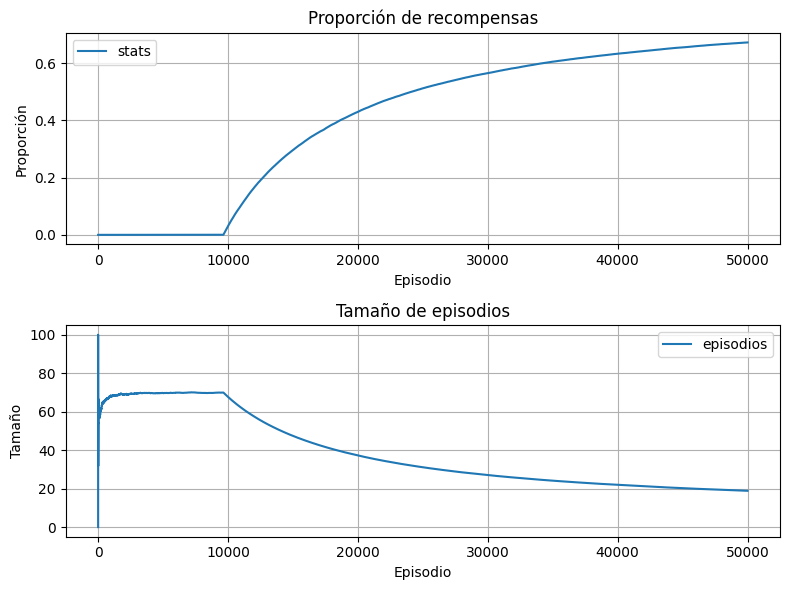 Proporción de recompensas
stats
Proporción
0.6
0.4
0.2
0.0
0 10000 20000 30000 40000 50000
Episodio
Tamaño de episodios
episodios
Tamaño
100
80
60
40
20
0
0 10000 20000 30000 40000 50000
Episodio